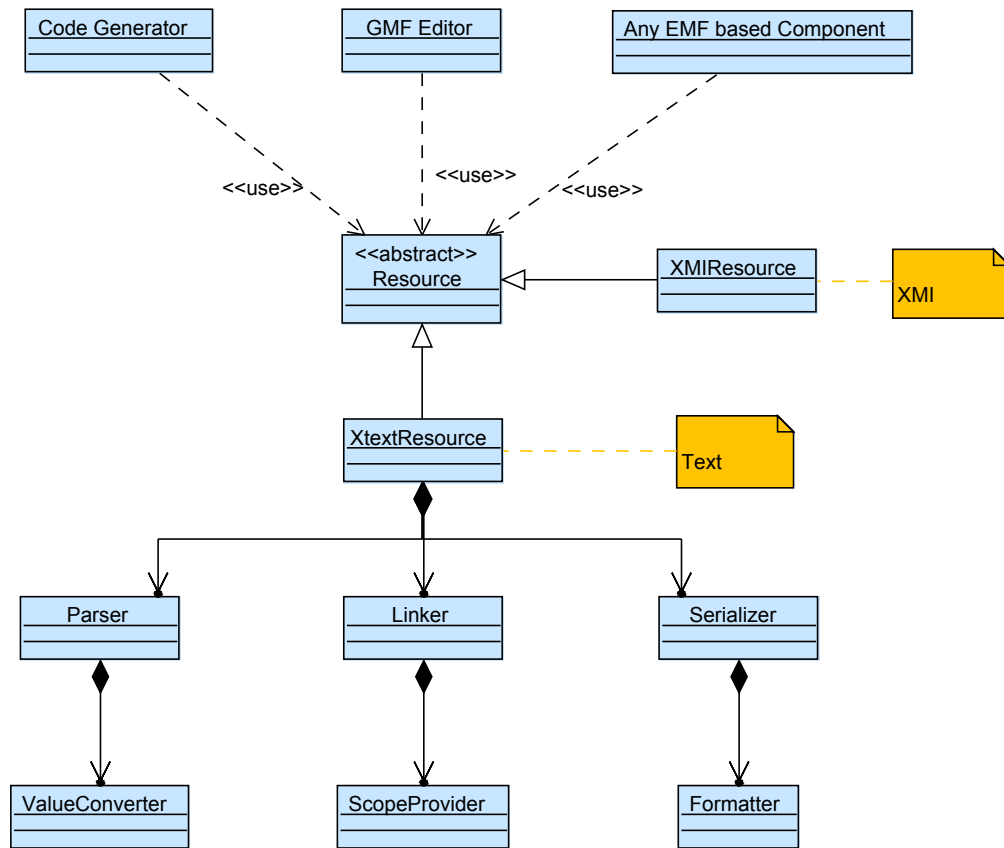 Code Generator
GMF Editor
Any EMF based Component
<<use>>
<<use>>
<<use>>
<<abstract>>
Resource
XMIResource
XMI
XtextResource
Text
Parser
Linker
Serializer
ValueConverter
ScopeProvider
Formatter